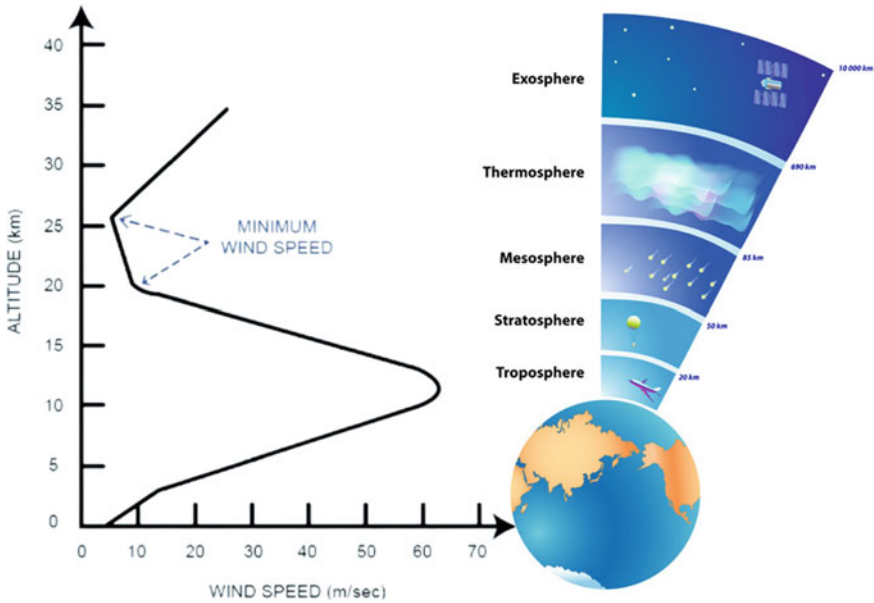 40
35
30
25
20
15
10
5
0
ALTITUDE (km)
MINIMUM
WIND SPEED
0 10 20 30 40 50 60 70
WIND SPEED (m/sec)
Exosphere
10 000 km
Thermosphere
690 km
Mesosphere
85 km
Stratosphere
50 km
Troposphere
20 km